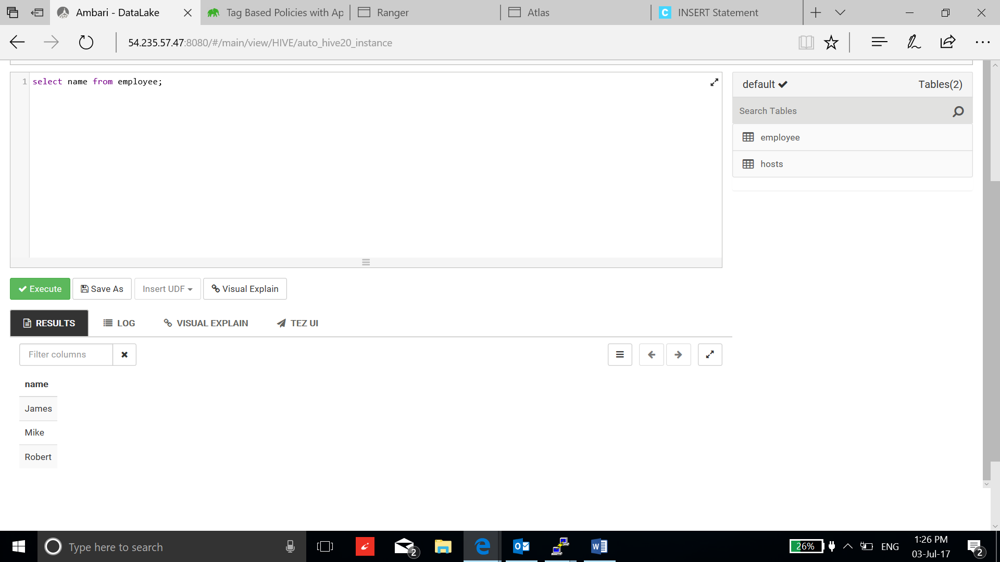 Ambari - DataLake
Tag Based Policies with Ap
Ranger
Atlas
C INSERT Statement
54.235.57.47:8080/#/main/view/HIVE/auto_hive20_instance
1 select name from employee;
default
Tables(2)
Search Tables
employee
hosts
Execute
Save As
Insert UDF
Visual Explain
RESULTS
LOG
VISUAL EXPLAIN
TEZ UI
Filter columns
name
James
Mike
Robert
Type here to search
2
26%
ENG
1:26 PM
03-Jul-17
2